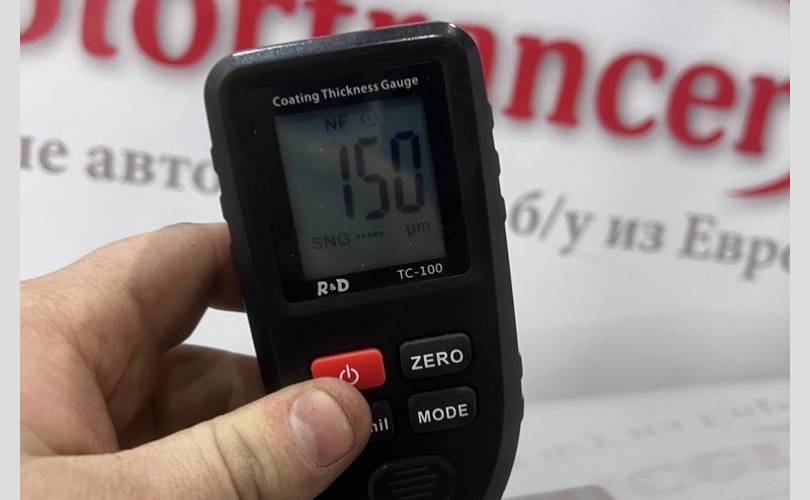 otortrancer
ые авто
б/у из Евро
Coating Thickness Gauge
NF
150
SNG ----- µm
R&D TC-100
ZERO
MODE